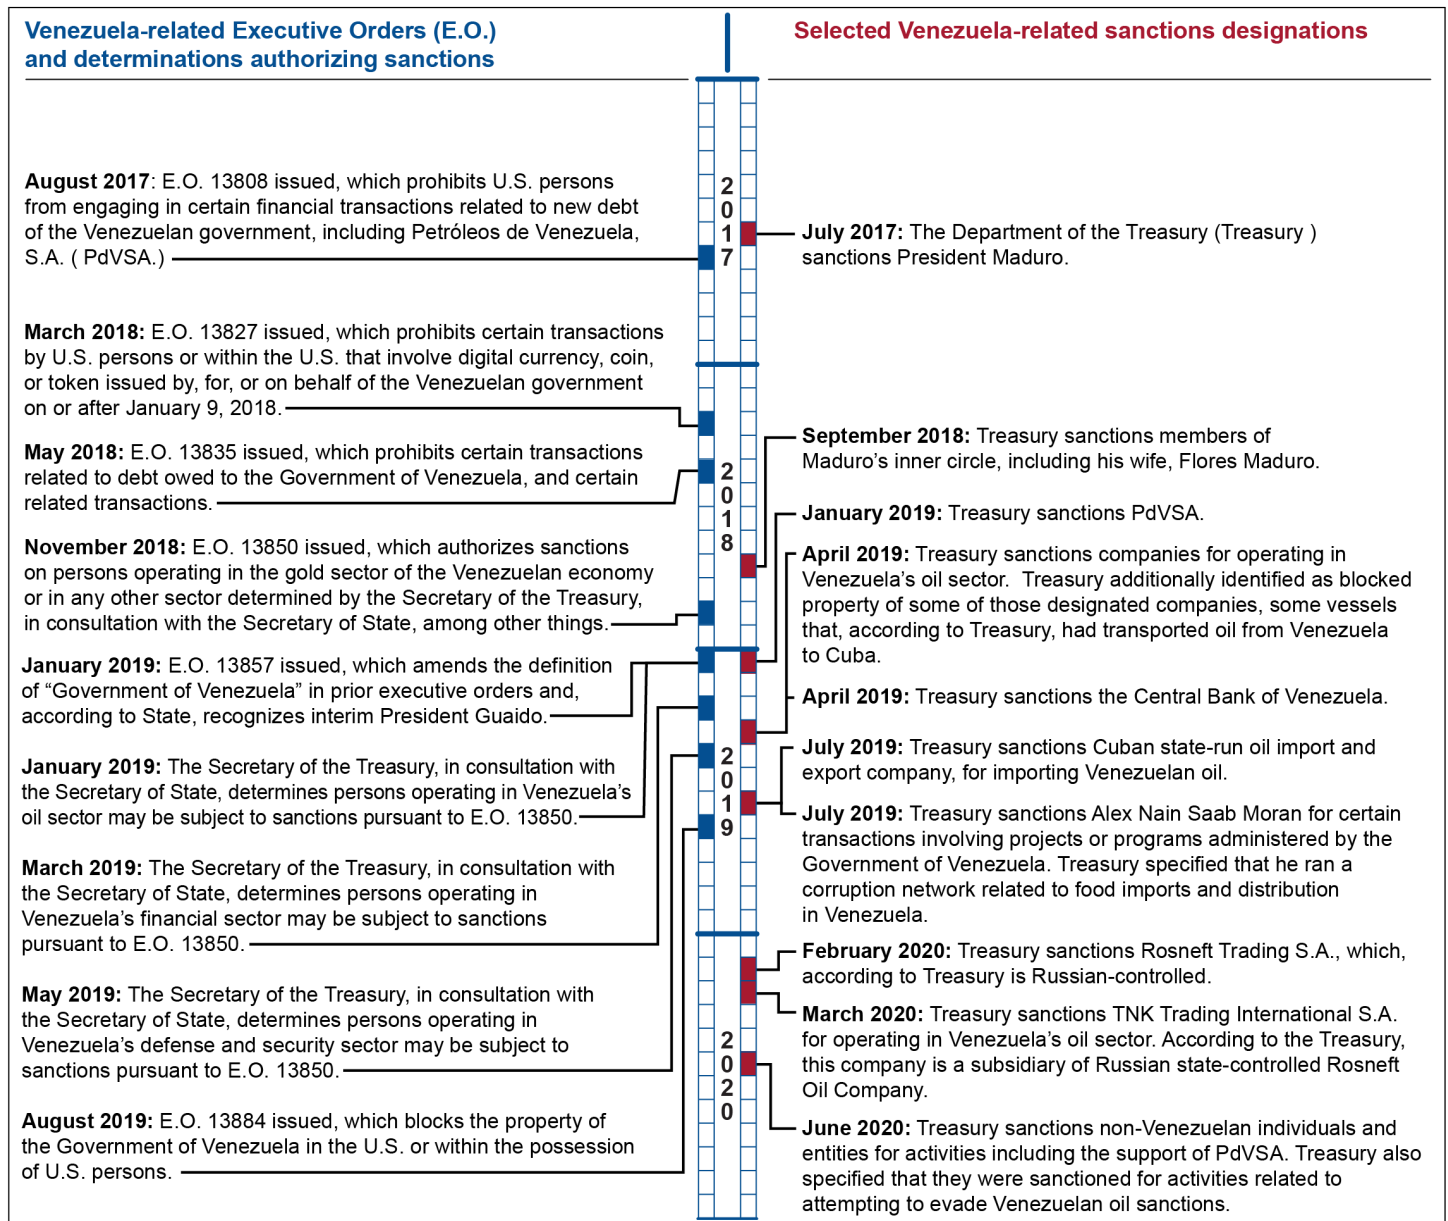 Venezuela-related Executive Orders (E.O.)
and determinations authorizing sanctions
August 2017: E.O. 13808 issued, which prohibits U.S. persons
from engaging in certain financial transactions related to new debt
of the Venezuelan government, including Petróleos de Venezuela,
S.A. ( PdVSA.)
March 2018: E.O. 13827 issued, which prohibits certain transactions
by U.S. persons or within the U.S. that involve digital currency, coin,
or token issued by, for, or on behalf of the Venezuelan government
on or after January 9, 2018.
May 2018: E.O. 13835 issued, which prohibits certain transactions
related to debt owed to the Government of Venezuela, and certain
related transactions.
November 2018: E.O. 13850 issued, which authorizes sanctions
on persons operating in the gold sector of the Venezuelan economy
or in any other sector determined by the Secretary of the Treasury,
in consultation with the Secretary of State, among other things.
January 2019: E.O. 13857 issued, which amends the definition
of “Government of Venezuela” in prior executive orders and,
according to State, recognizes interim President Guaido.
January 2019: The Secretary of the Treasury, in consultation with
the Secretary of State, determines persons operating in Venezuela’s
oil sector may be subject to sanctions pursuant to E.O. 13850.
March 2019: The Secretary of the Treasury, in consultation with
the Secretary of State, determines persons operating in
Venezuela’s financial sector may be subject to sanctions
pursuant to E.O. 13850.
May 2019: The Secretary of the Treasury, in consultation with
the Secretary of State, determines persons operating in
Venezuela’s defense and security sector may be subject to
sanctions pursuant to E.O. 13850.
August 2019: E.O. 13884 issued, which blocks the property of
the Government of Venezuela in the U.S. or within the possession
of U.S. persons.
2017
2018
2019
2020
Selected Venezuela-related sanctions designations
July 2017: The Department of the Treasury (Treasury )
sanctions President Maduro.
September 2018: Treasury sanctions members of
Maduro’s inner circle, including his wife, Flores Maduro.
January 2019: Treasury sanctions PdVSA.
April 2019: Treasury sanctions companies for operating in
Venezuela’s oil sector.  Treasury additionally identified as blocked
property of some of those designated companies, some vessels
that, according to Treasury, had transported oil from Venezuela
to Cuba.
April 2019: Treasury sanctions the Central Bank of Venezuela.
July 2019: Treasury sanctions Cuban state-run oil import and
export company, for importing Venezuelan oil.
July 2019: Treasury sanctions Alex Nain Saab Moran for certain
transactions involving projects or programs administered by the
Government of Venezuela. Treasury specified that he ran a
corruption network related to food imports and distribution
in Venezuela.
February 2020: Treasury sanctions Rosneft Trading S.A., which,
according to Treasury is Russian-controlled.
March 2020: Treasury sanctions TNK Trading International S.A.
for operating in Venezuela’s oil sector. According to the Treasury,
this company is a subsidiary of Russian state-controlled Rosneft
Oil Company.
June 2020: Treasury sanctions non-Venezuelan individuals and
entities for activities including the support of PdVSA. Treasury also
specified that they were sanctioned for activities related to
attempting to evade Venezuelan oil sanctions.